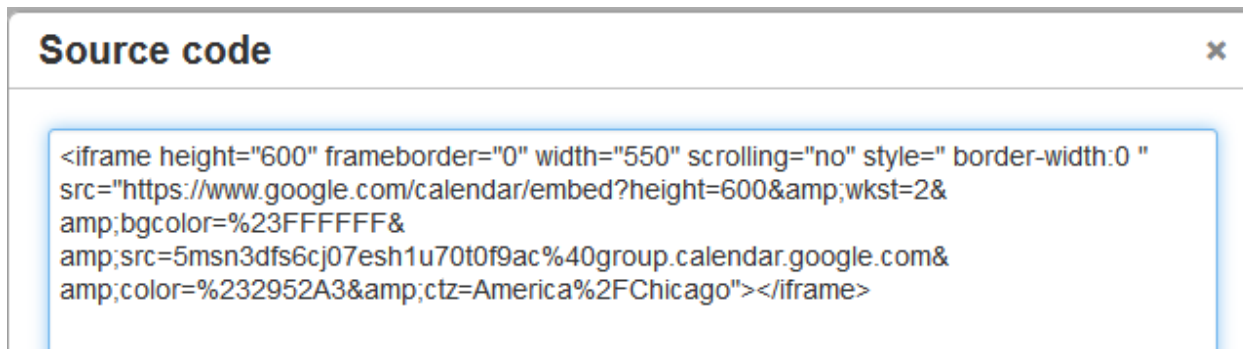 Source code
<iframe height="600" frameborder="0" width="550" scrolling="no" style=" border-width:0 "
src="https://www.google.com/calendar/embed?height=600&amp;wkst=2&
amp;bgcolor=%23FFFFFF&
amp;src=5msn3dfs6cj07esh1u70t0f9ac%40group.calendar.google.com&
amp;color=%232952A3&amp;ctz=America%2FChicago"></iframe>